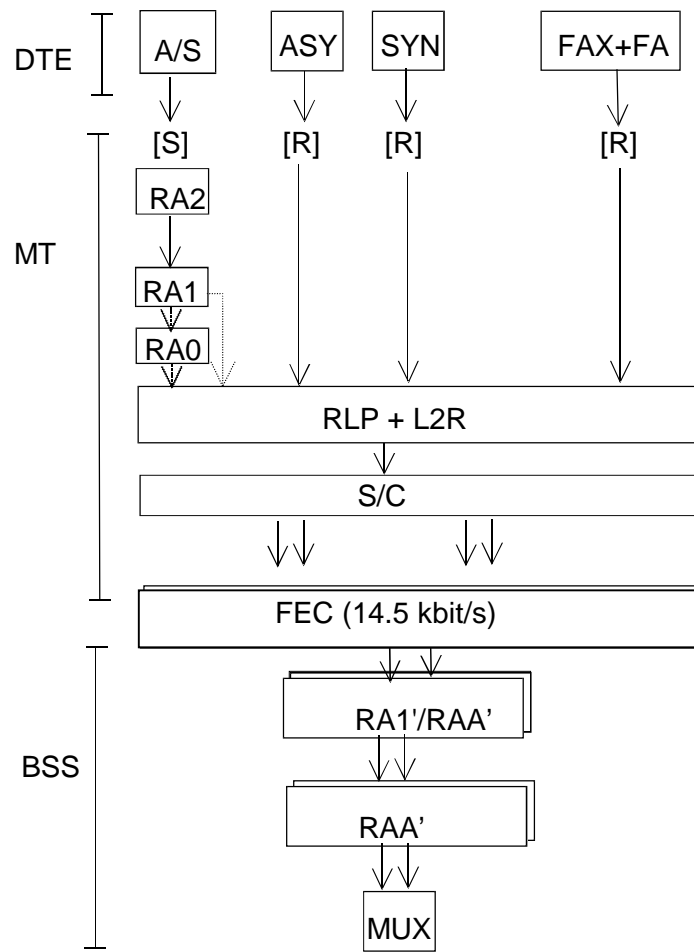 DTE
A/S
ASY
SYN
FAX+FA
[S]
[R]
[R]
[R]
MT
RA2
RA1
RA0
RLP + L2R
S/C
FEC (14.5 kbit/s)
BSS
RA1'/RAA’
RAA’
MUX